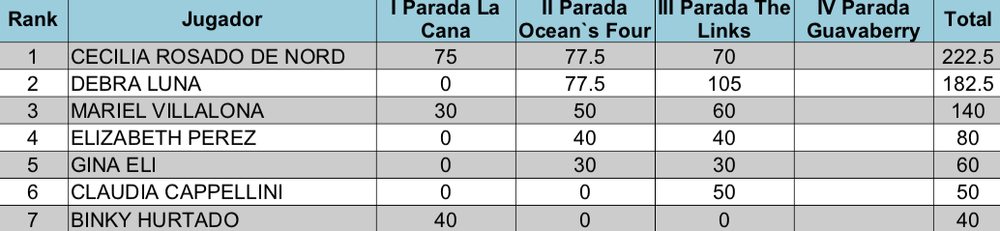 Rank Jugador I Parada La Cana II Parada Ocean`s Four III Parada The Links IV Parada Guavaberry Total
1 CECILIA ROSADO DE NORD 75 77.5 70 222.5
2 DEBRA LUNA 0 77.5 105 182.5
3 MARIEL VILLALONA 30 50 60 140
4 ELIZABETH PEREZ 0 40 40 80
5 GINA ELI 0 30 30 60
6 CLAUDIA CAPPELLINI 0 0 50 50
7 BINKY HURTADO 40 0 0 40